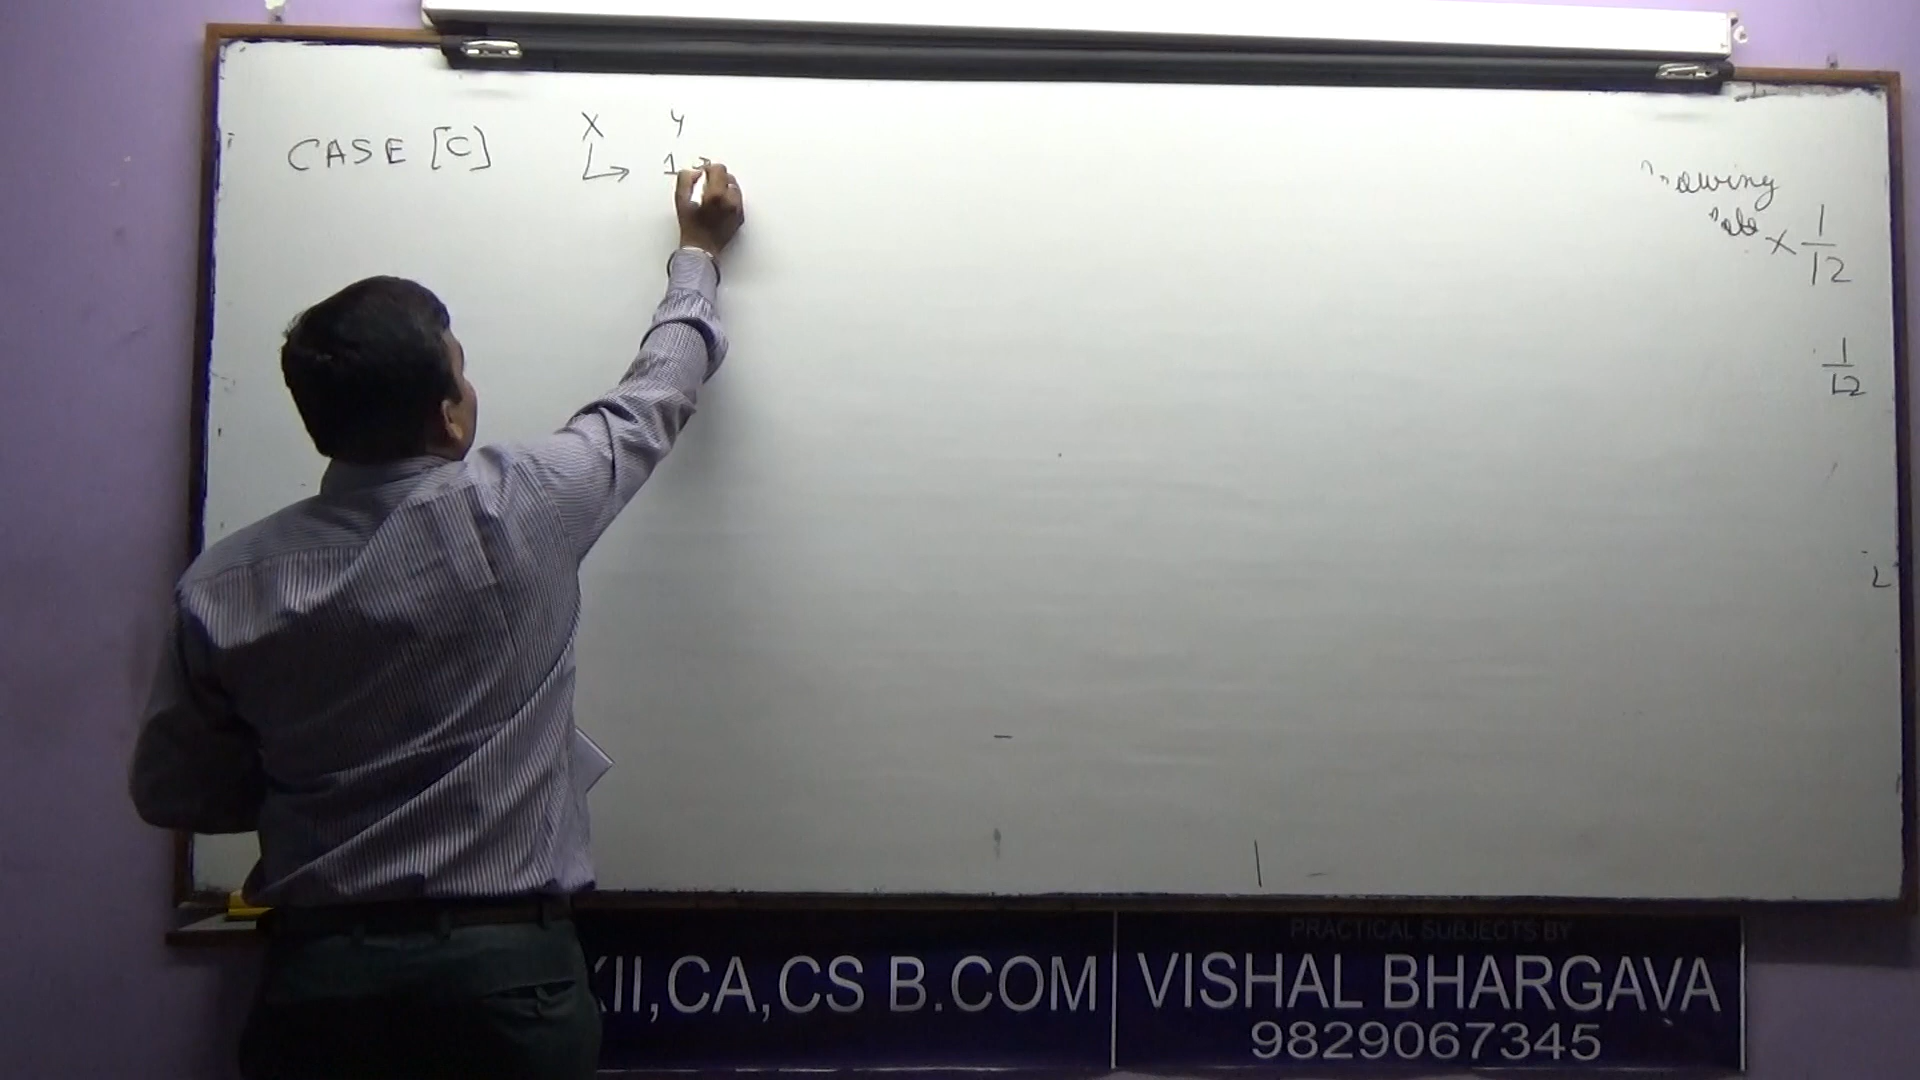 CASE [C]
X Y
1
× 1/12
1/12
PRACTICAL SUBJECTS BY
XII,CA,CS B.COM
VISHAL BHARGAVA
9829067345